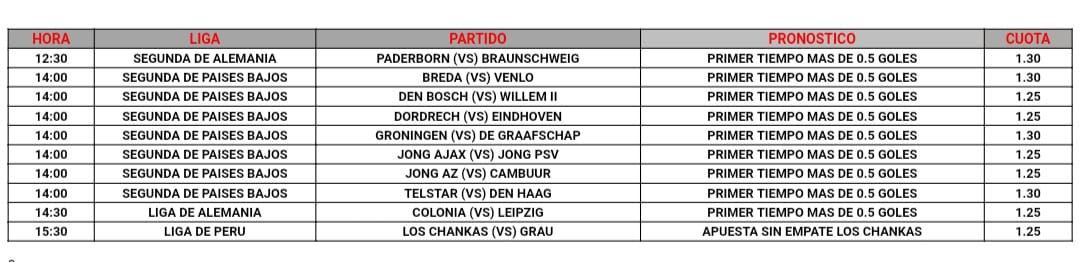 HORA LIGA PARTIDO PRONOSTICO CUOTA
12:30 SEGUNDA DE ALEMANIA PADERBORN (VS) BRAUNSCHWEIG PRIMER TIEMPO MAS DE 0.5 GOLES 1.30
14:00 SEGUNDA DE PAISES BAJOS BREDA (VS) VENLO PRIMER TIEMPO MAS DE 0.5 GOLES 1.30
14:00 SEGUNDA DE PAISES BAJOS DEN BOSCH (VS) WILLEM II PRIMER TIEMPO MAS DE 0.5 GOLES 1.25
14:00 SEGUNDA DE PAISES BAJOS DORDRECH (VS) EINDHOVEN PRIMER TIEMPO MAS DE 0.5 GOLES 1.25
14:00 SEGUNDA DE PAISES BAJOS GRONINGEN (VS) DE GRAAFSCHAP PRIMER TIEMPO MAS DE 0.5 GOLES 1.30
14:00 SEGUNDA DE PAISES BAJOS JONG AJAX (VS) JONG PSV PRIMER TIEMPO MAS DE 0.5 GOLES 1.25
14:00 SEGUNDA DE PAISES BAJOS JONG AZ (VS) CAMBUUR PRIMER TIEMPO MAS DE 0.5 GOLES 1.25
14:00 SEGUNDA DE PAISES BAJOS TELSTAR (VS) DEN HAAG PRIMER TIEMPO MAS DE 0.5 GOLES 1.30
14:30 LIGA DE ALEMANIA COLONIA (VS) LEIPZIG PRIMER TIEMPO MAS DE 0.5 GOLES 1.25
15:30 LIGA DE PERU LOS CHANKAS (VS) GRAU APUESTA SIN EMPATE LOS CHANKAS 1.25